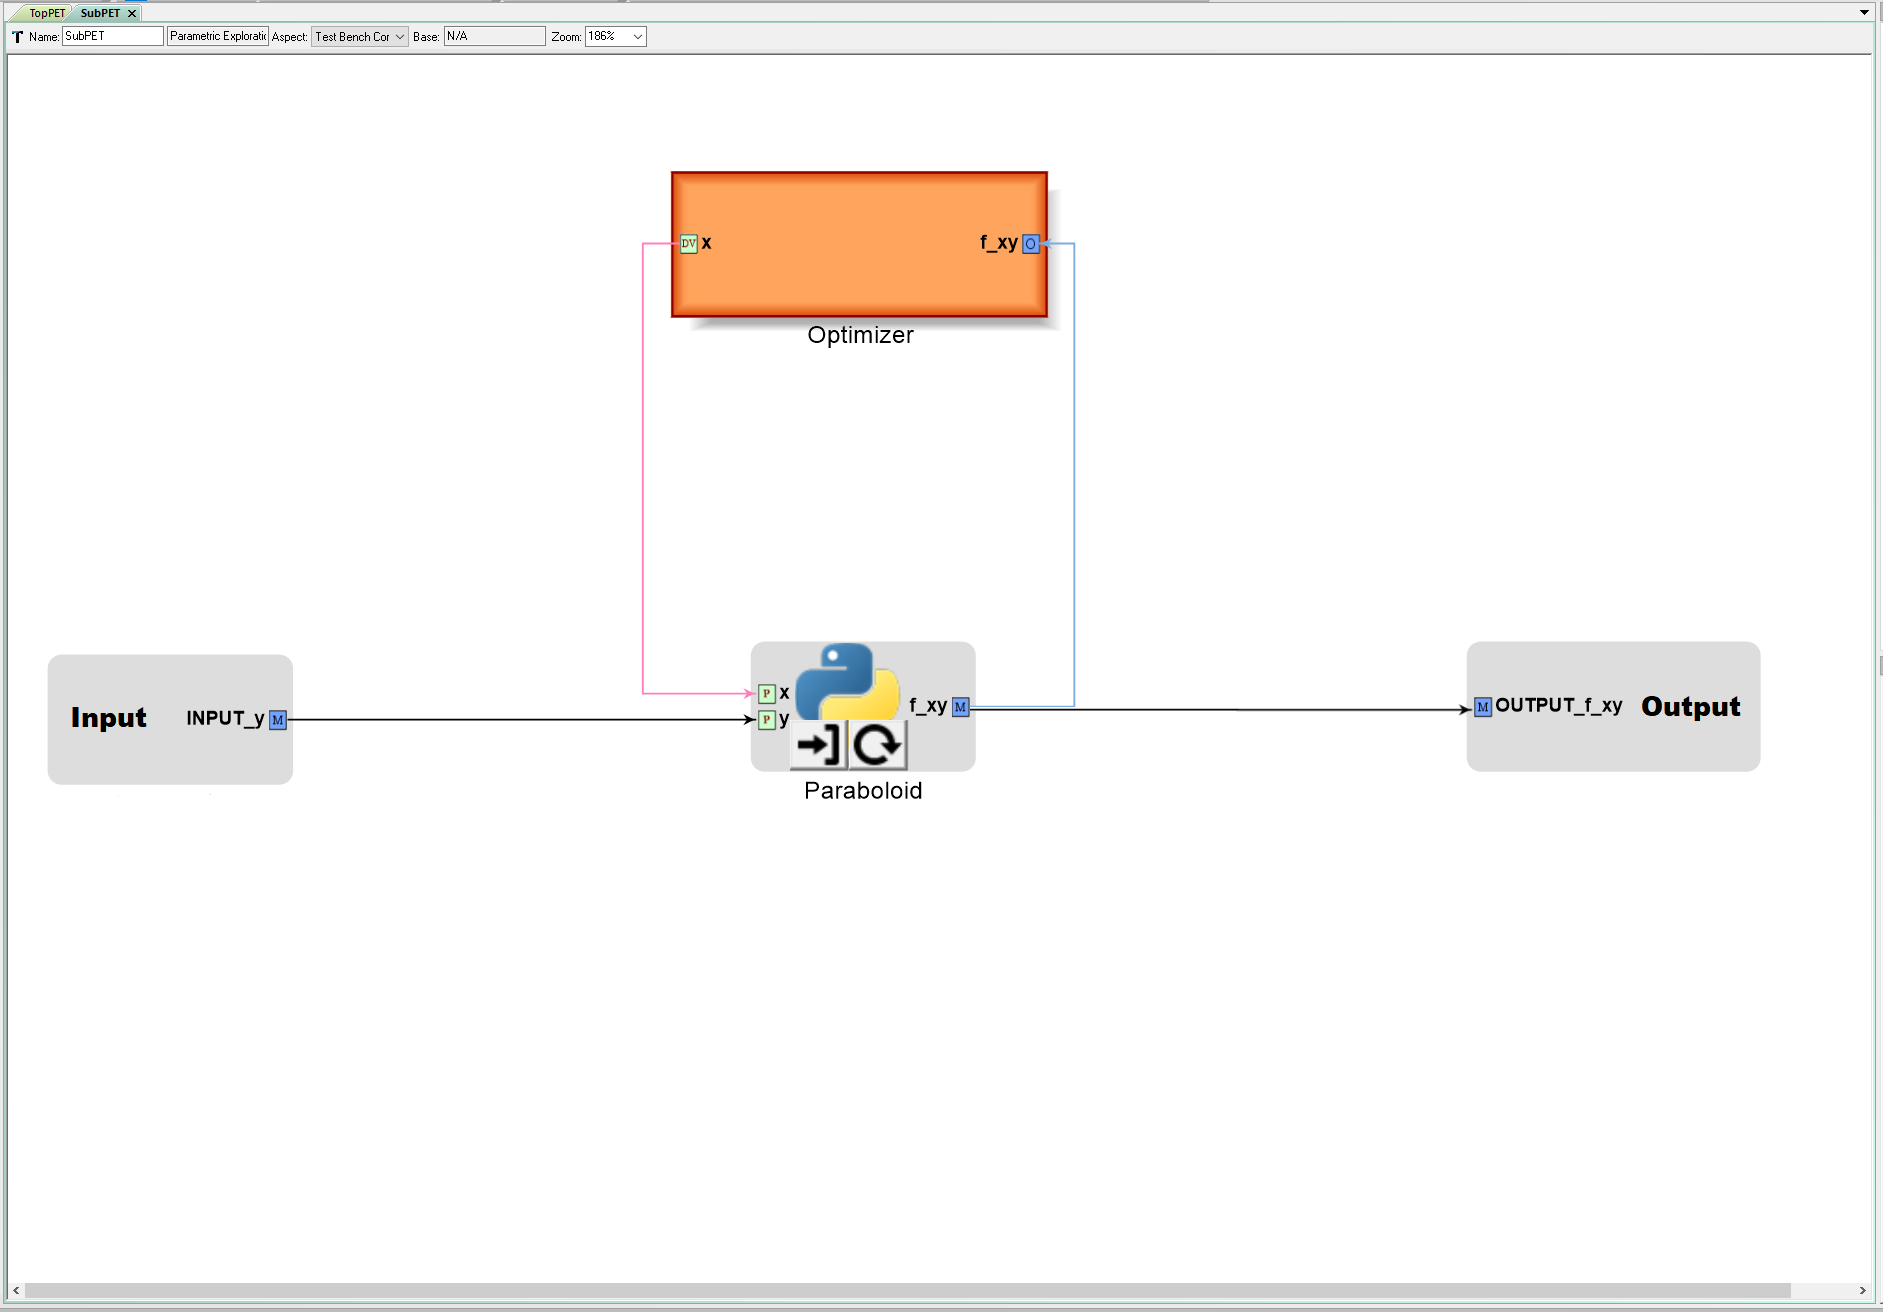 TopPET SubPET
Name: SubPET Parametric Exploratic Aspect: Test Bench Cor Base: N/A Zoom: 186%
DV x f_xy O
Optimizer
Input INPUT_y M
P x
P y
f_xy M
Paraboloid
M OUTPUT_f_xy Output